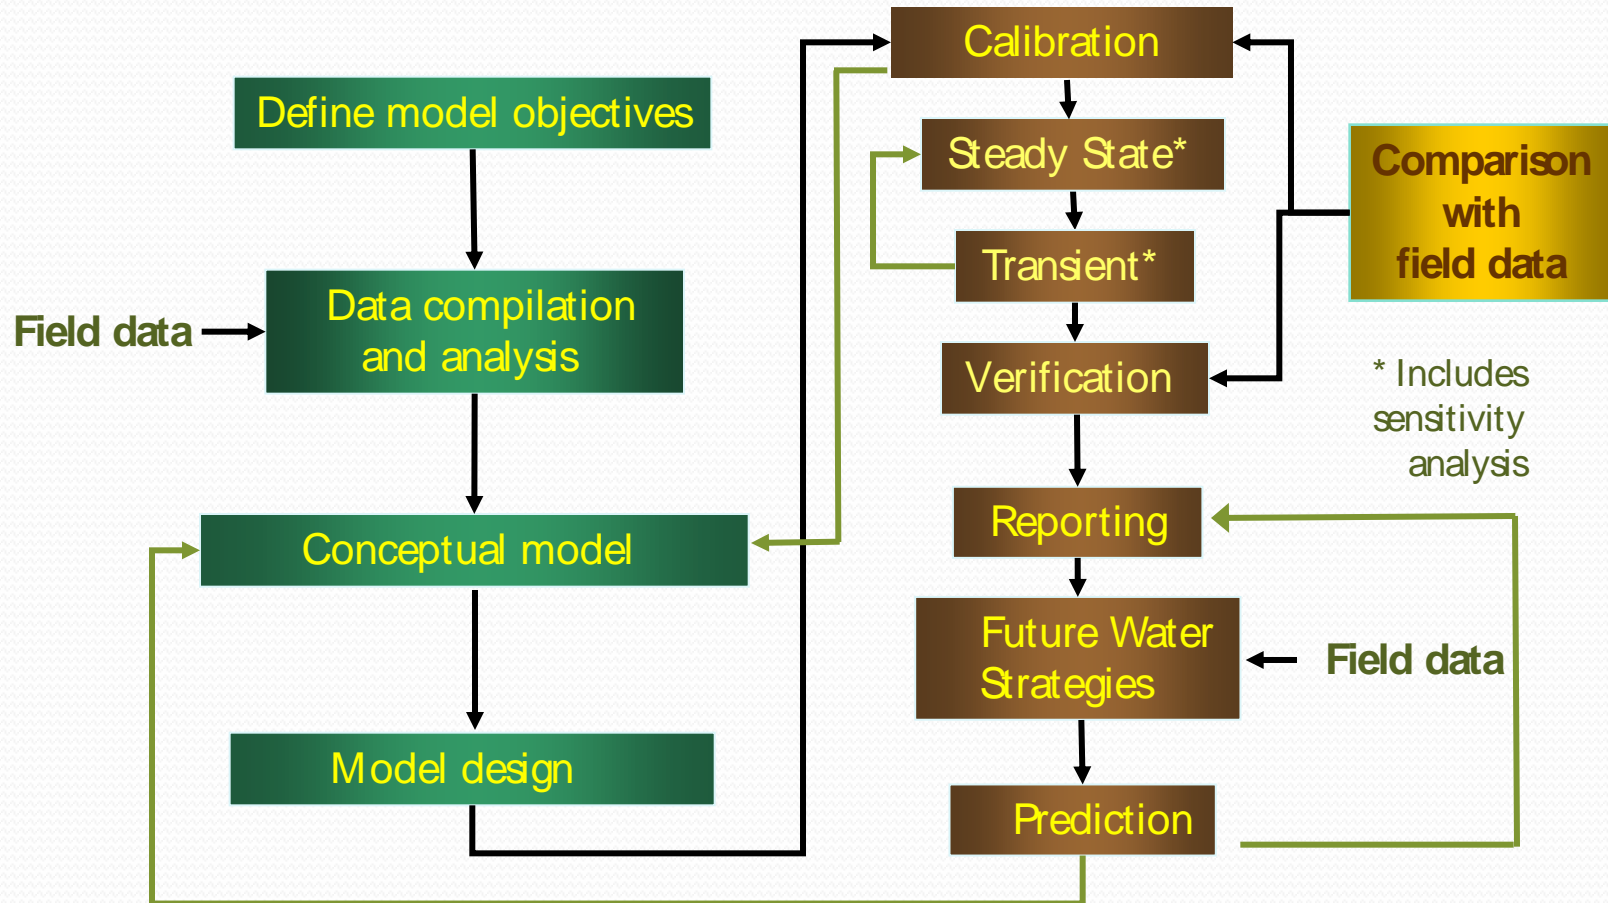 Define model objectives
Field data
Data compilation
and analysis
Conceptual model
Model design
Calibration
Steady State*
Transient*
Verification
Reporting
Future Water
Strategies
Prediction
Comparison
with
field data
* Includes
sensitivity
analysis
Field data